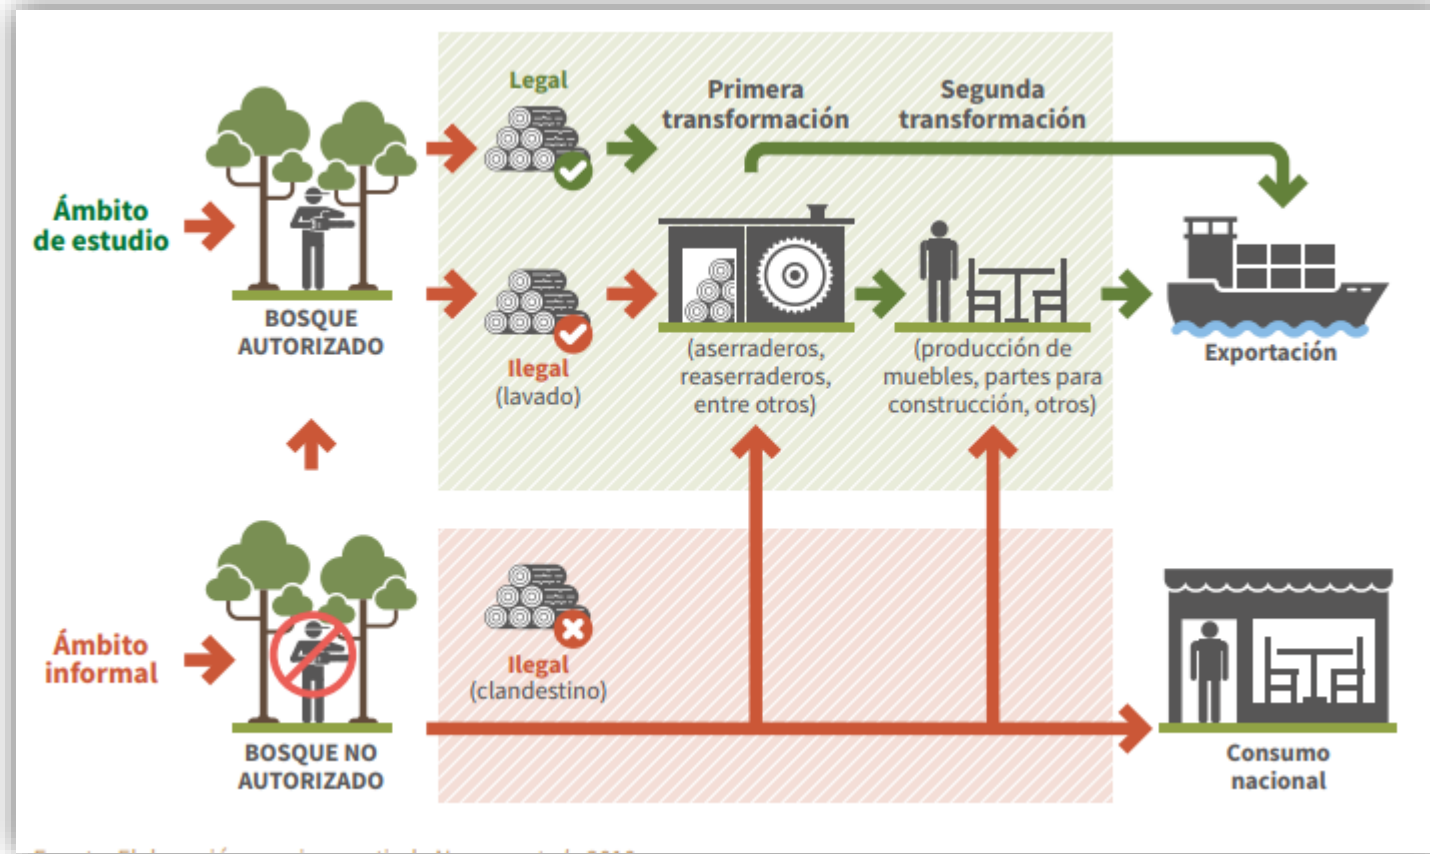 Legal
Primera
transformación
Segunda
transformación
Ámbito
de estudio
BOSQUE
AUTORIZADO
Ilegal
(lavado)
(aserraderos,
reaserraderos,
entre otros)
(producción de
muebles, partes para
construcción, otros)
Exportación
Ámbito
informal
BOSQUE NO
AUTORIZADO
Ilegal
(clandestino)
Consumo
nacional